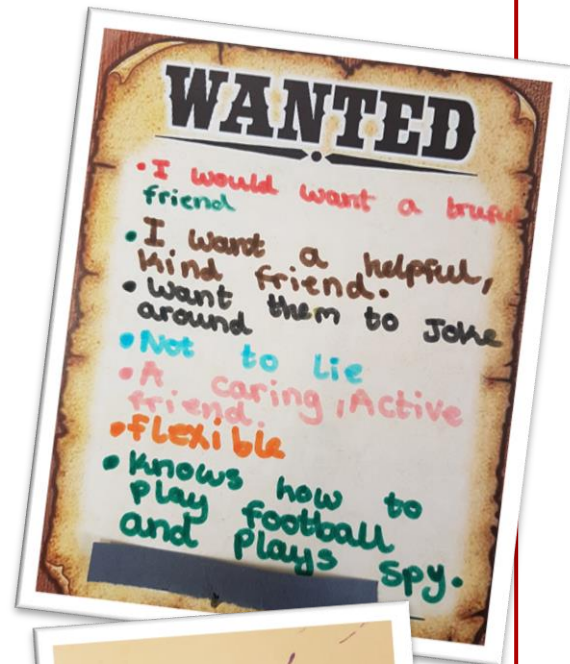 WANTED
•I would want a truful
friend
•I want a helpful,
kind friend.
•want them to Joke
around
•Not to lie
•A caring, Active
friend.
•flexible
•Knows how to
play football
and plays spy.